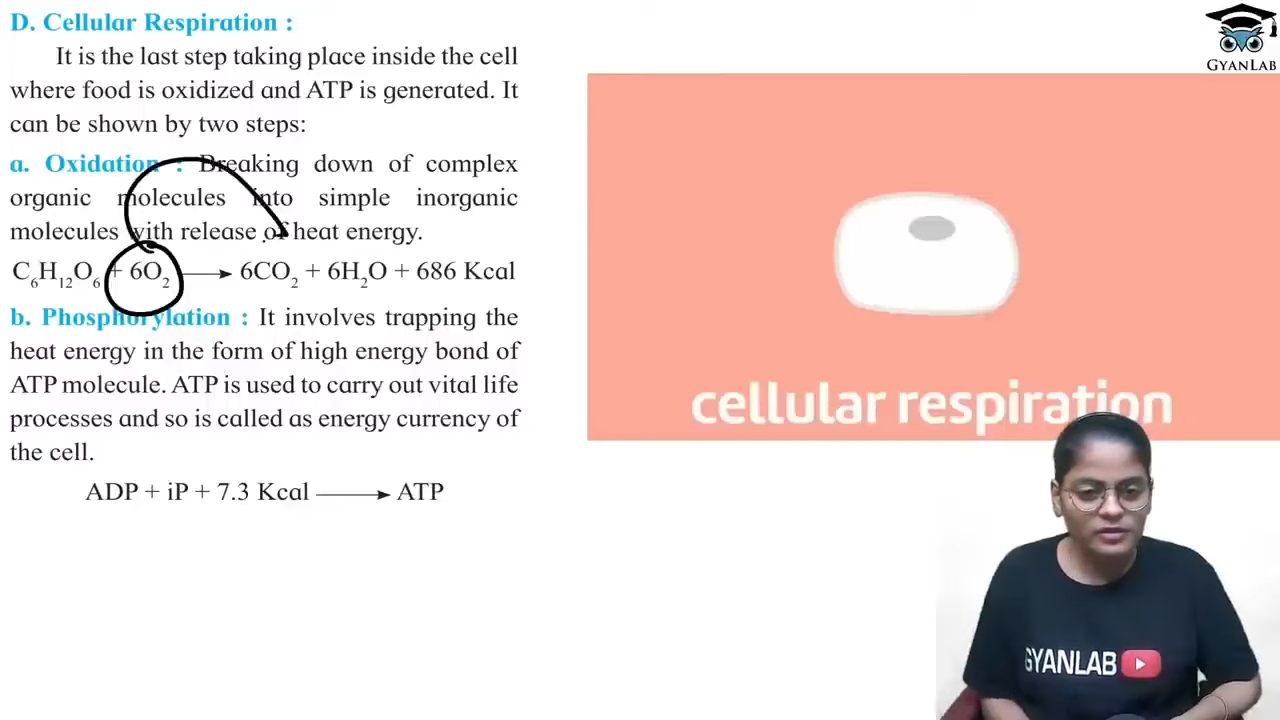 D. Cellular Respiration :
It is the last step taking place inside the cell
where food is oxidized and ATP is generated. It
can be shown by two steps:
a. Oxidation : Breaking down of complex
organic molecules into simple inorganic
molecules with release of heat energy.
C₆H₁₂O₆ + 6O₂ ⟶ 6CO₂ + 6H₂O + 686 Kcal
b. Phosphorylation : It involves trapping the
heat energy in the form of high energy bond of
ATP molecule. ATP is used to carry out vital life
processes and so is called as energy currency of
the cell.
ADP + iP + 7.3 Kcal ⟶ ATP
GYANLAB
cellular respiration
GYANLAB